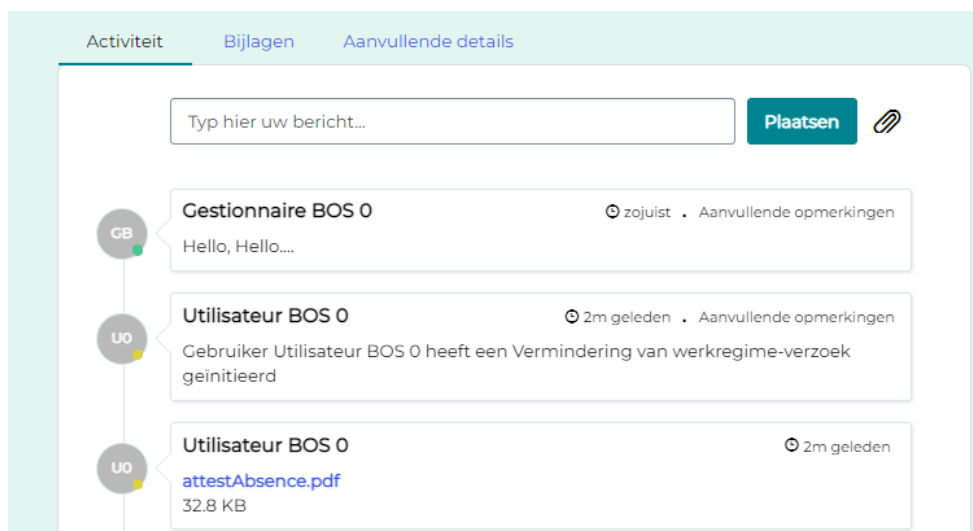 Activiteit Bijlagen Aanvullende details
Typ hier uw bericht... Plaatsen
GB
Gestionnaire BOS 0 zojuist . Aanvullende opmerkingen
Hello, Hello....
U0
Utilisateur BOS 0 2m geleden . Aanvullende opmerkingen
Gebruiker Utilisateur BOS 0 heeft een Vermindering van werkregime-verzoek
geïnitieerd
U0
Utilisateur BOS 0 2m geleden
attestAbsence.pdf
32.8 KB